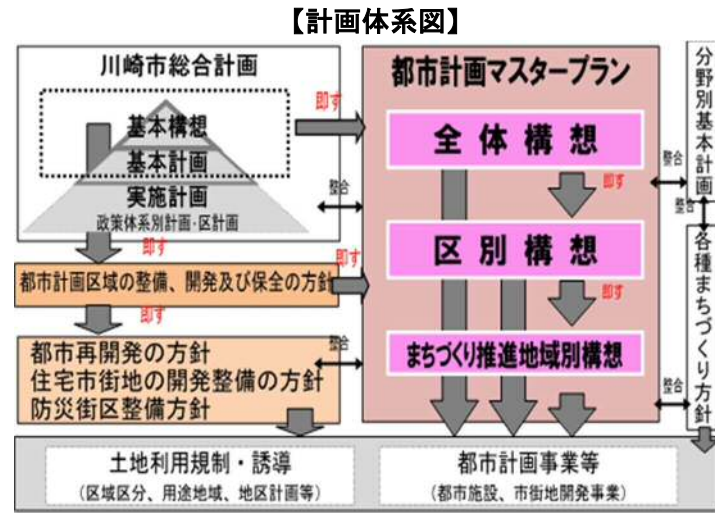 【計画体系図】
川崎市総合計画
基本構想
基本計画
実施計画
政策体系別計画・区計画
即す
整合
即す
都市計画区域の整備、開発及び保全の方針
即す
即す
都市再開発の方針
住宅市街地の開発整備の方針
防災街区整備方針
整合
都市計画マスタープラン
全体構想
即す
区別構想
即す
まちづくり推進地域別構想
整合
整合
整合
分野別基本計画
各種まちづくり方針
土地利用規制・誘導
(区域区分、用途地域、地区計画等)
都市計画事業等
(都市施設、市街地開発事業)